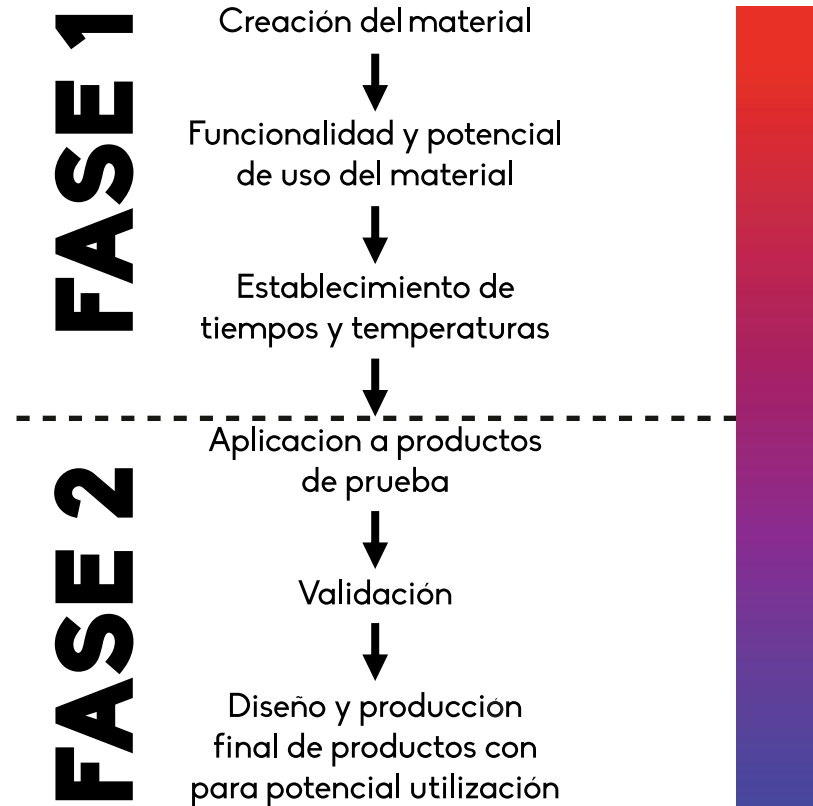 FASE 1
Creación del material
Funcionalidad y potencial
de uso del material
Establecimiento de
tiempos y temperaturas
FASE 2
Aplicacion a productos
de prueba
Validación
Diseño y producción
final de productos con
para potencial utilización